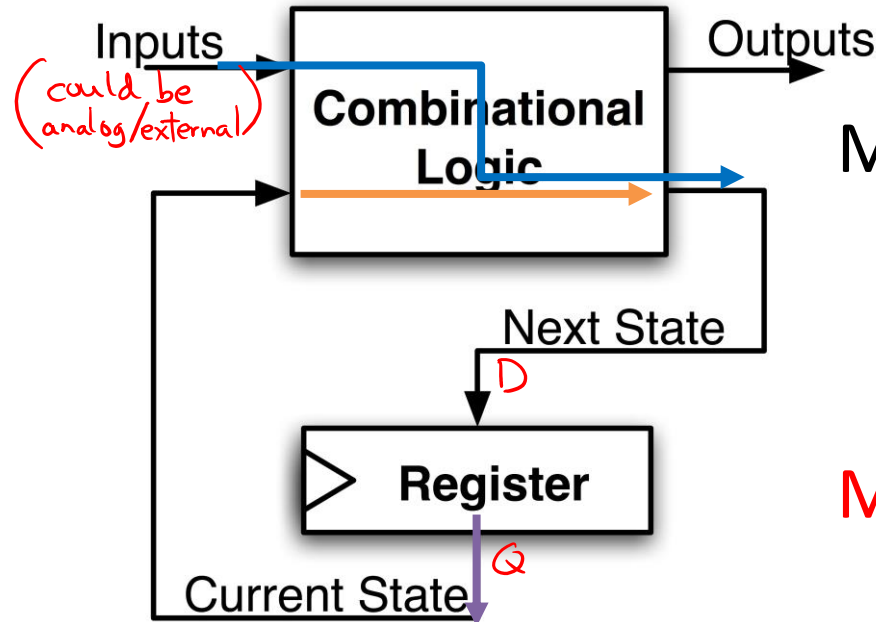 Inputs
(could be
analog/external)
Outputs
Combinational
Logic
M
Next State
D
Register
M
Q
Current State